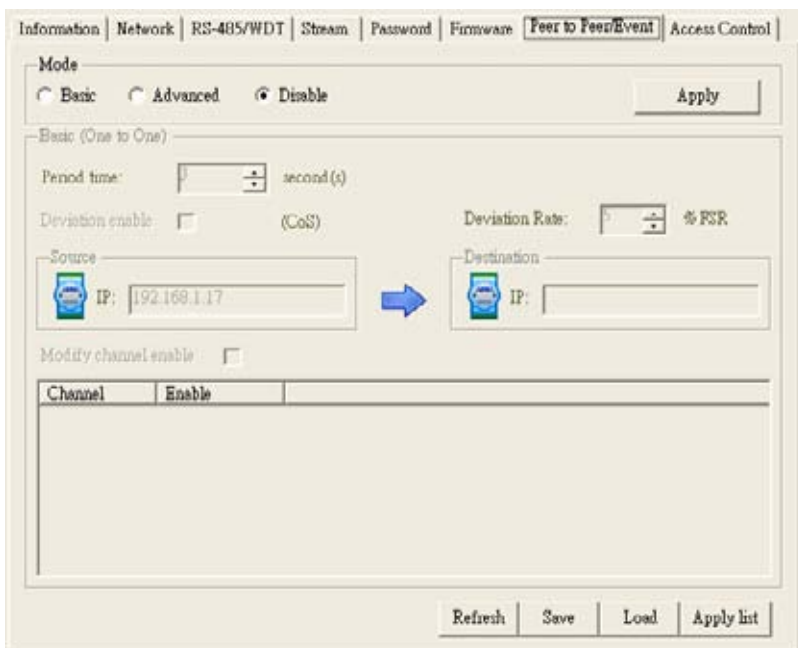 Information Network RS-485/WDT Stream Password Firmware Peer to Peer/Event Access Control
Mode
Basic Advanced Disable Apply
Basic (One to One)
Period time: second(s)
Deviation enable (CoS) Deviation Rate: 5 % FSR
Source Destination
IP: 192.168.1.17 IP:
Modify channel enable
Channel Enable
Refresh Save Load Apply list